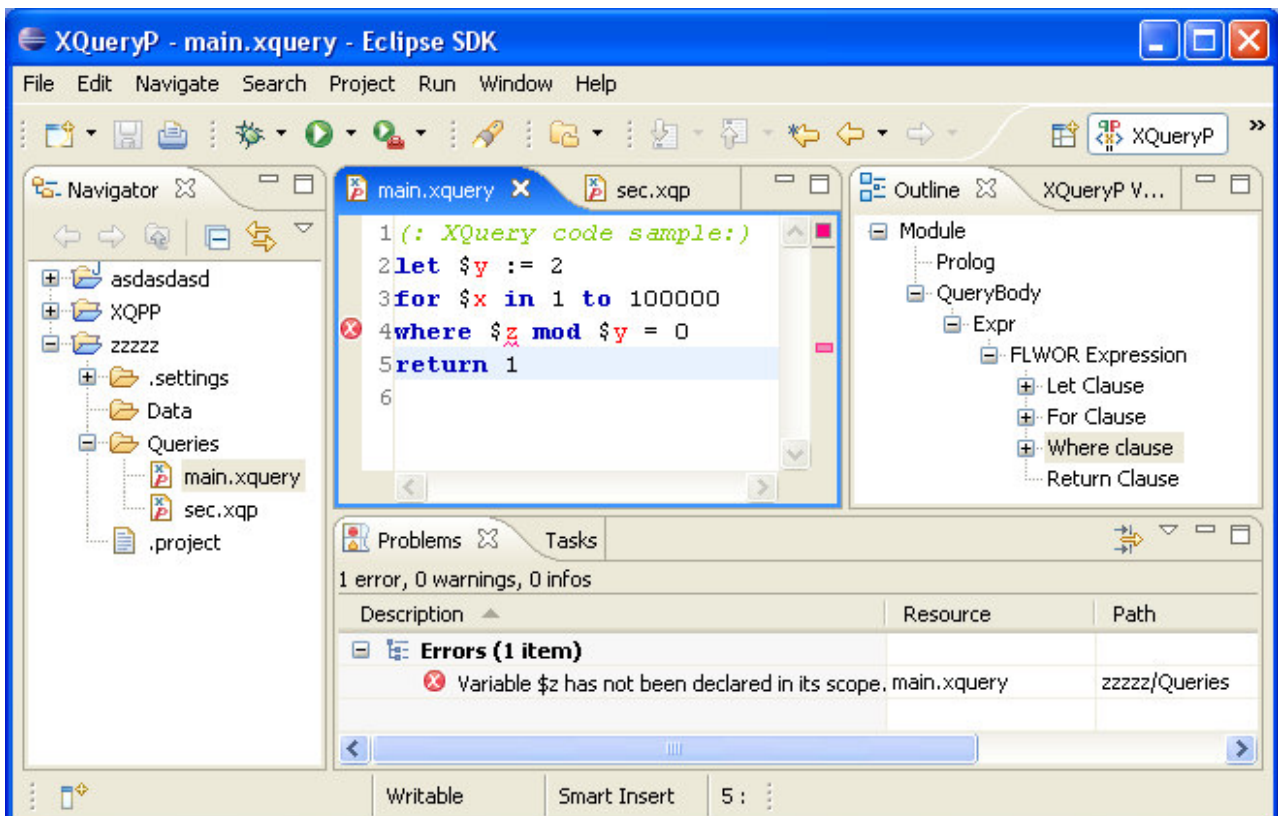 XQueryP - main.xquery - Eclipse SDK
File Edit Navigate Search Project Run Window Help
XQueryP »
Navigator
asdasdasd
XQPP
zzzzz
.settings
Data
Queries
main.xquery
sec.xqp
.project
main.xquery sec.xqp
1 (: XQuery code sample:)
2 let $y := 2
3 for $x in 1 to 100000
4 where $z mod $y = 0
5 return 1
6
Outline XQueryP V...
Module
Prolog
QueryBody
Expr
FLWOR Expression
Let Clause
For Clause
Where clause
Return Clause
Problems Tasks
1 error, 0 warnings, 0 infos
Description Resource Path
Errors (1 item)
Variable $z has not been declared in its scope. main.xquery zzzzz/Queries
Writable Smart Insert 5 :